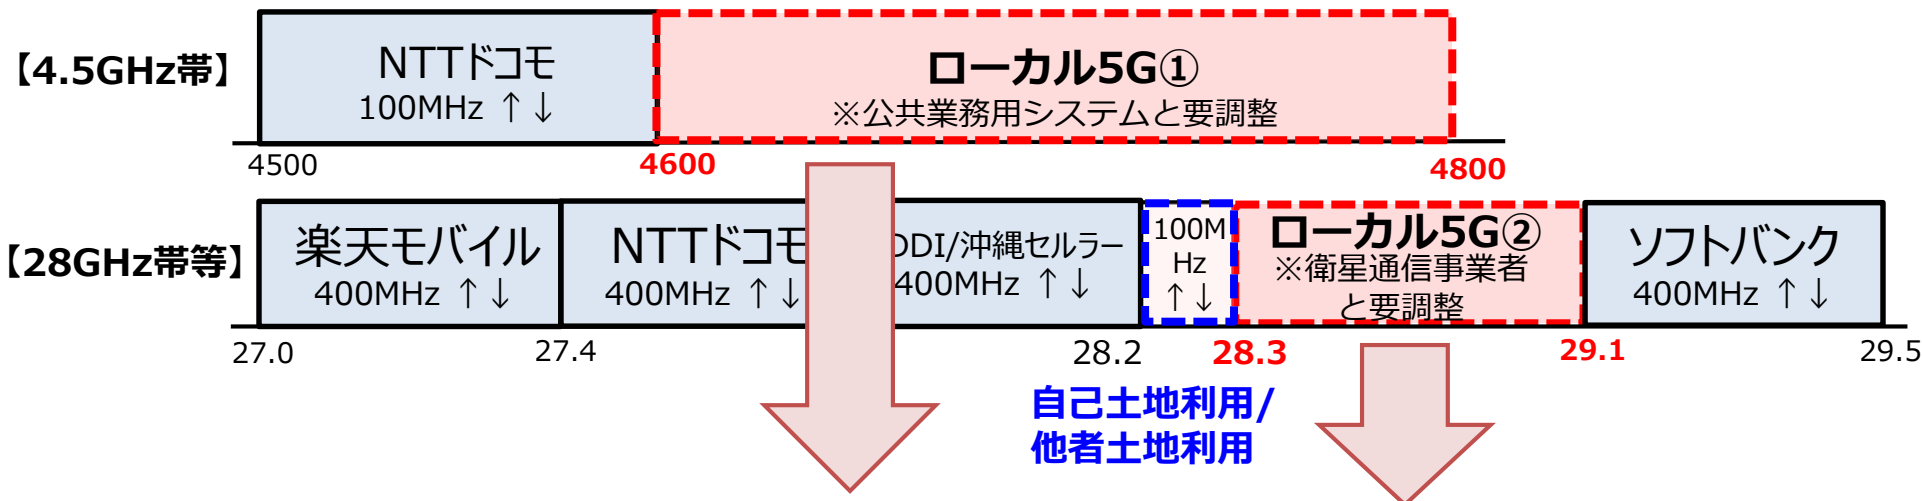 【4.5GHz帯】
NTTドコモ
100MHz ↑↓
ローカル5G①
※公共業務用システムと要調整
4500
4600
4800
【28GHz帯等】
楽天モバイル
400MHz ↑↓
NTTドコモ
400MHz ↑↓
DDI/沖縄セルラー
400MHz ↑↓
100M
Hz
↑↓
ローカル5G②
※衛星通信事業者
と要調整
ソフトバンク
400MHz ↑↓
27.0
27.4
28.2
28.3
29.1
29.5
自己土地利用/
他者土地利用